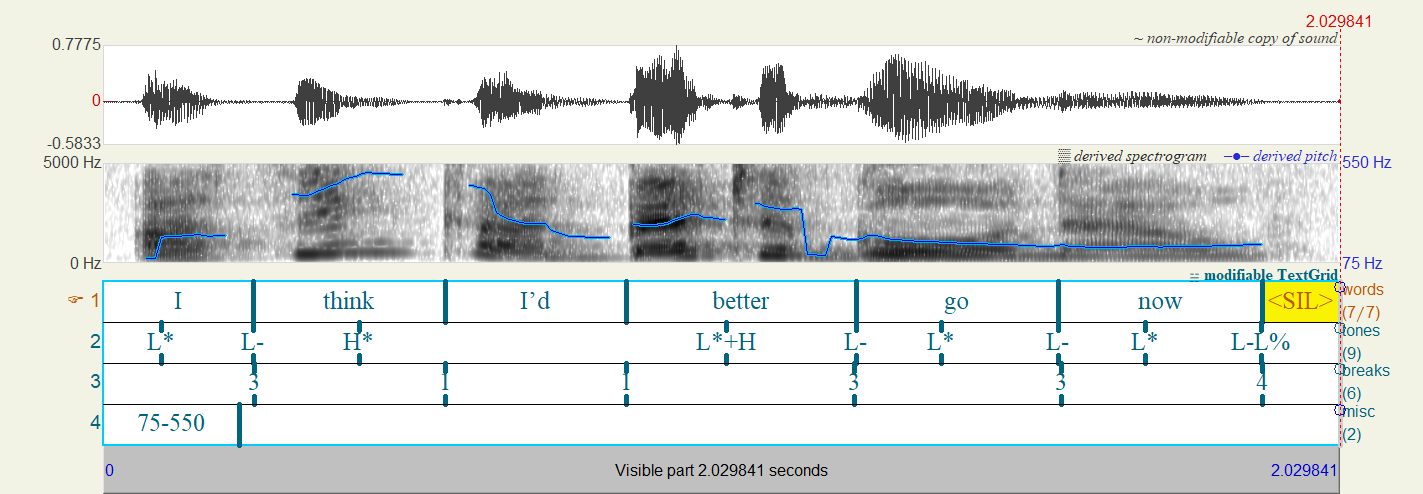 2.029841
~ non-modifiable copy of sound
0.7775
0
-0.5833
5000 Hz
derived spectrogram derived pitch 550 Hz
0 Hz 75 Hz
modifiable TextGrid
☞ 1 I think I’d better go now <SIL> words (7/7)
2 L* L- H* L*+H L- L* L- L* L-L% tones (9)
3 3 1 1 3 3 4 breaks (6)
4 75-550 misc (2)
0 Visible part 2.029841 seconds 2.029841